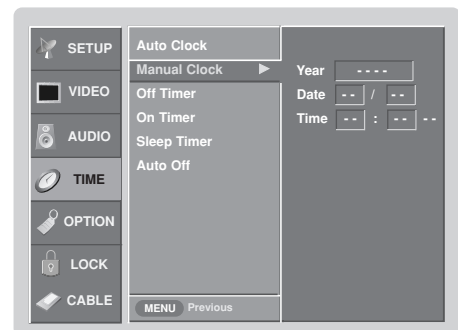 SETUP
VIDEO
AUDIO
TIME
OPTION
LOCK
CABLE
Auto Clock
Manual Clock ▶
Off Timer
On Timer
Sleep Timer
Auto Off
MENU Previous
Year - - - -
Date - - / - -
Time - - : - - - -